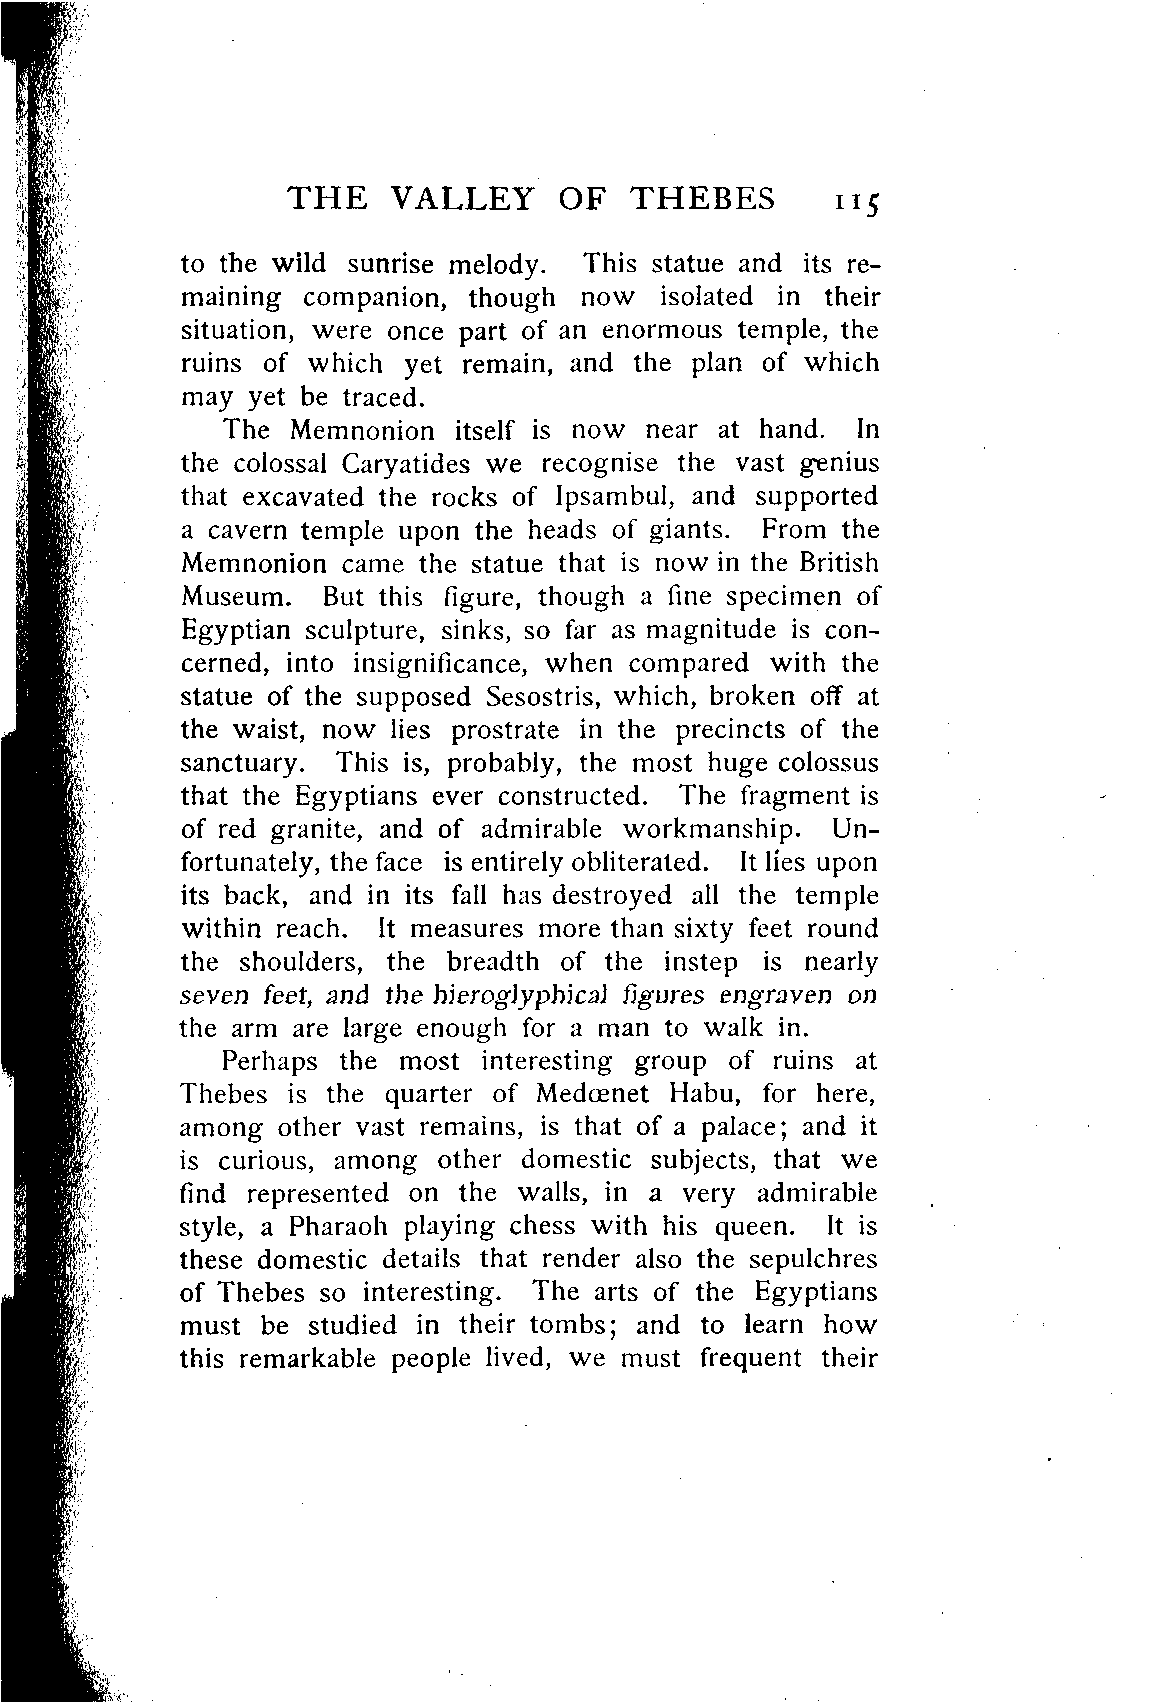 THE VALLEY OF THEBES 115
to the wild sunrise melody. This statue and its re-
maining companion, though now isolated in their
situation, were once part of an enormous temple, the
ruins of which yet remain, and the plan of which
may yet be traced.
The Memnonion itself is now near at hand. In
the colossal Caryatides we recognise the vast genius
that excavated the rocks of Ipsambul, and supported
a cavern temple upon the heads of giants. From the
Memnonion came the statue that is now in the British
Museum. But this figure, though a fine specimen of
Egyptian sculpture, sinks, so far as magnitude is con-
cerned, into insignificance, when compared with the
statue of the supposed Sesostris, which, broken off at
the waist, now lies prostrate in the precincts of the
sanctuary. This is, probably, the most huge colossus
that the Egyptians ever constructed. The fragment is
of red granite, and of admirable workmanship. Un-
fortunately, the face is entirely obliterated. It lies upon
its back, and in its fall has destroyed all the temple
within reach. It measures more than sixty feet round
the shoulders, the breadth of the instep is nearly
seven feet, and the hieroglyphical figures engraven on
the arm are large enough for a man to walk in.
Perhaps the most interesting group of ruins at
Thebes is the quarter of Medœnet Habu, for here,
among other vast remains, is that of a palace; and it
is curious, among other domestic subjects, that we
find represented on the walls, in a very admirable
style, a Pharaoh playing chess with his queen. It is
these domestic details that render also the sepulchres
of Thebes so interesting. The arts of the Egyptians
must be studied in their tombs; and to learn how
this remarkable people lived, we must frequent their